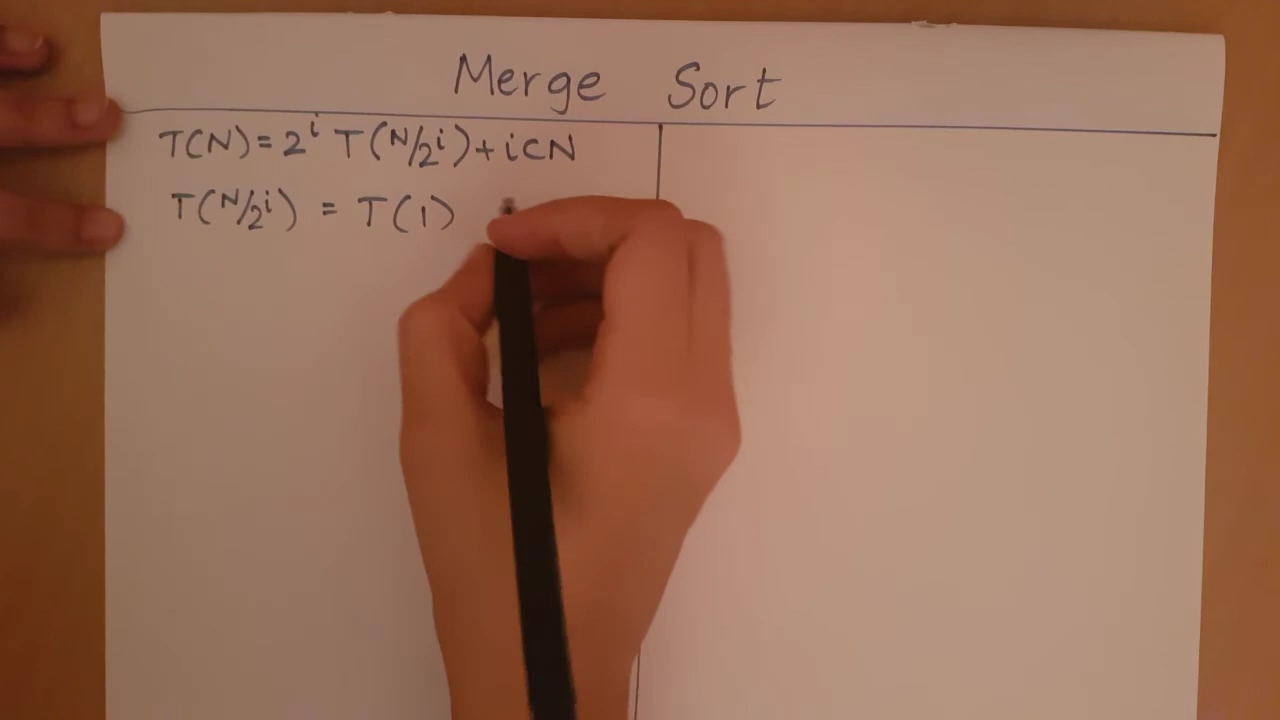 Merge Sort
T(N)=2^i T(N/2^i)+icN
T(N/2^i) = T(1)